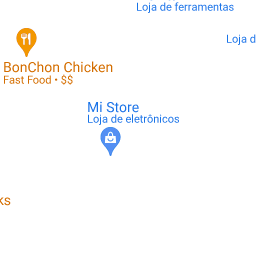 Loja de ferramentas
Loja d
BonChon Chicken
Fast Food • $$
Mi Store
Loja de eletrônicos
ks